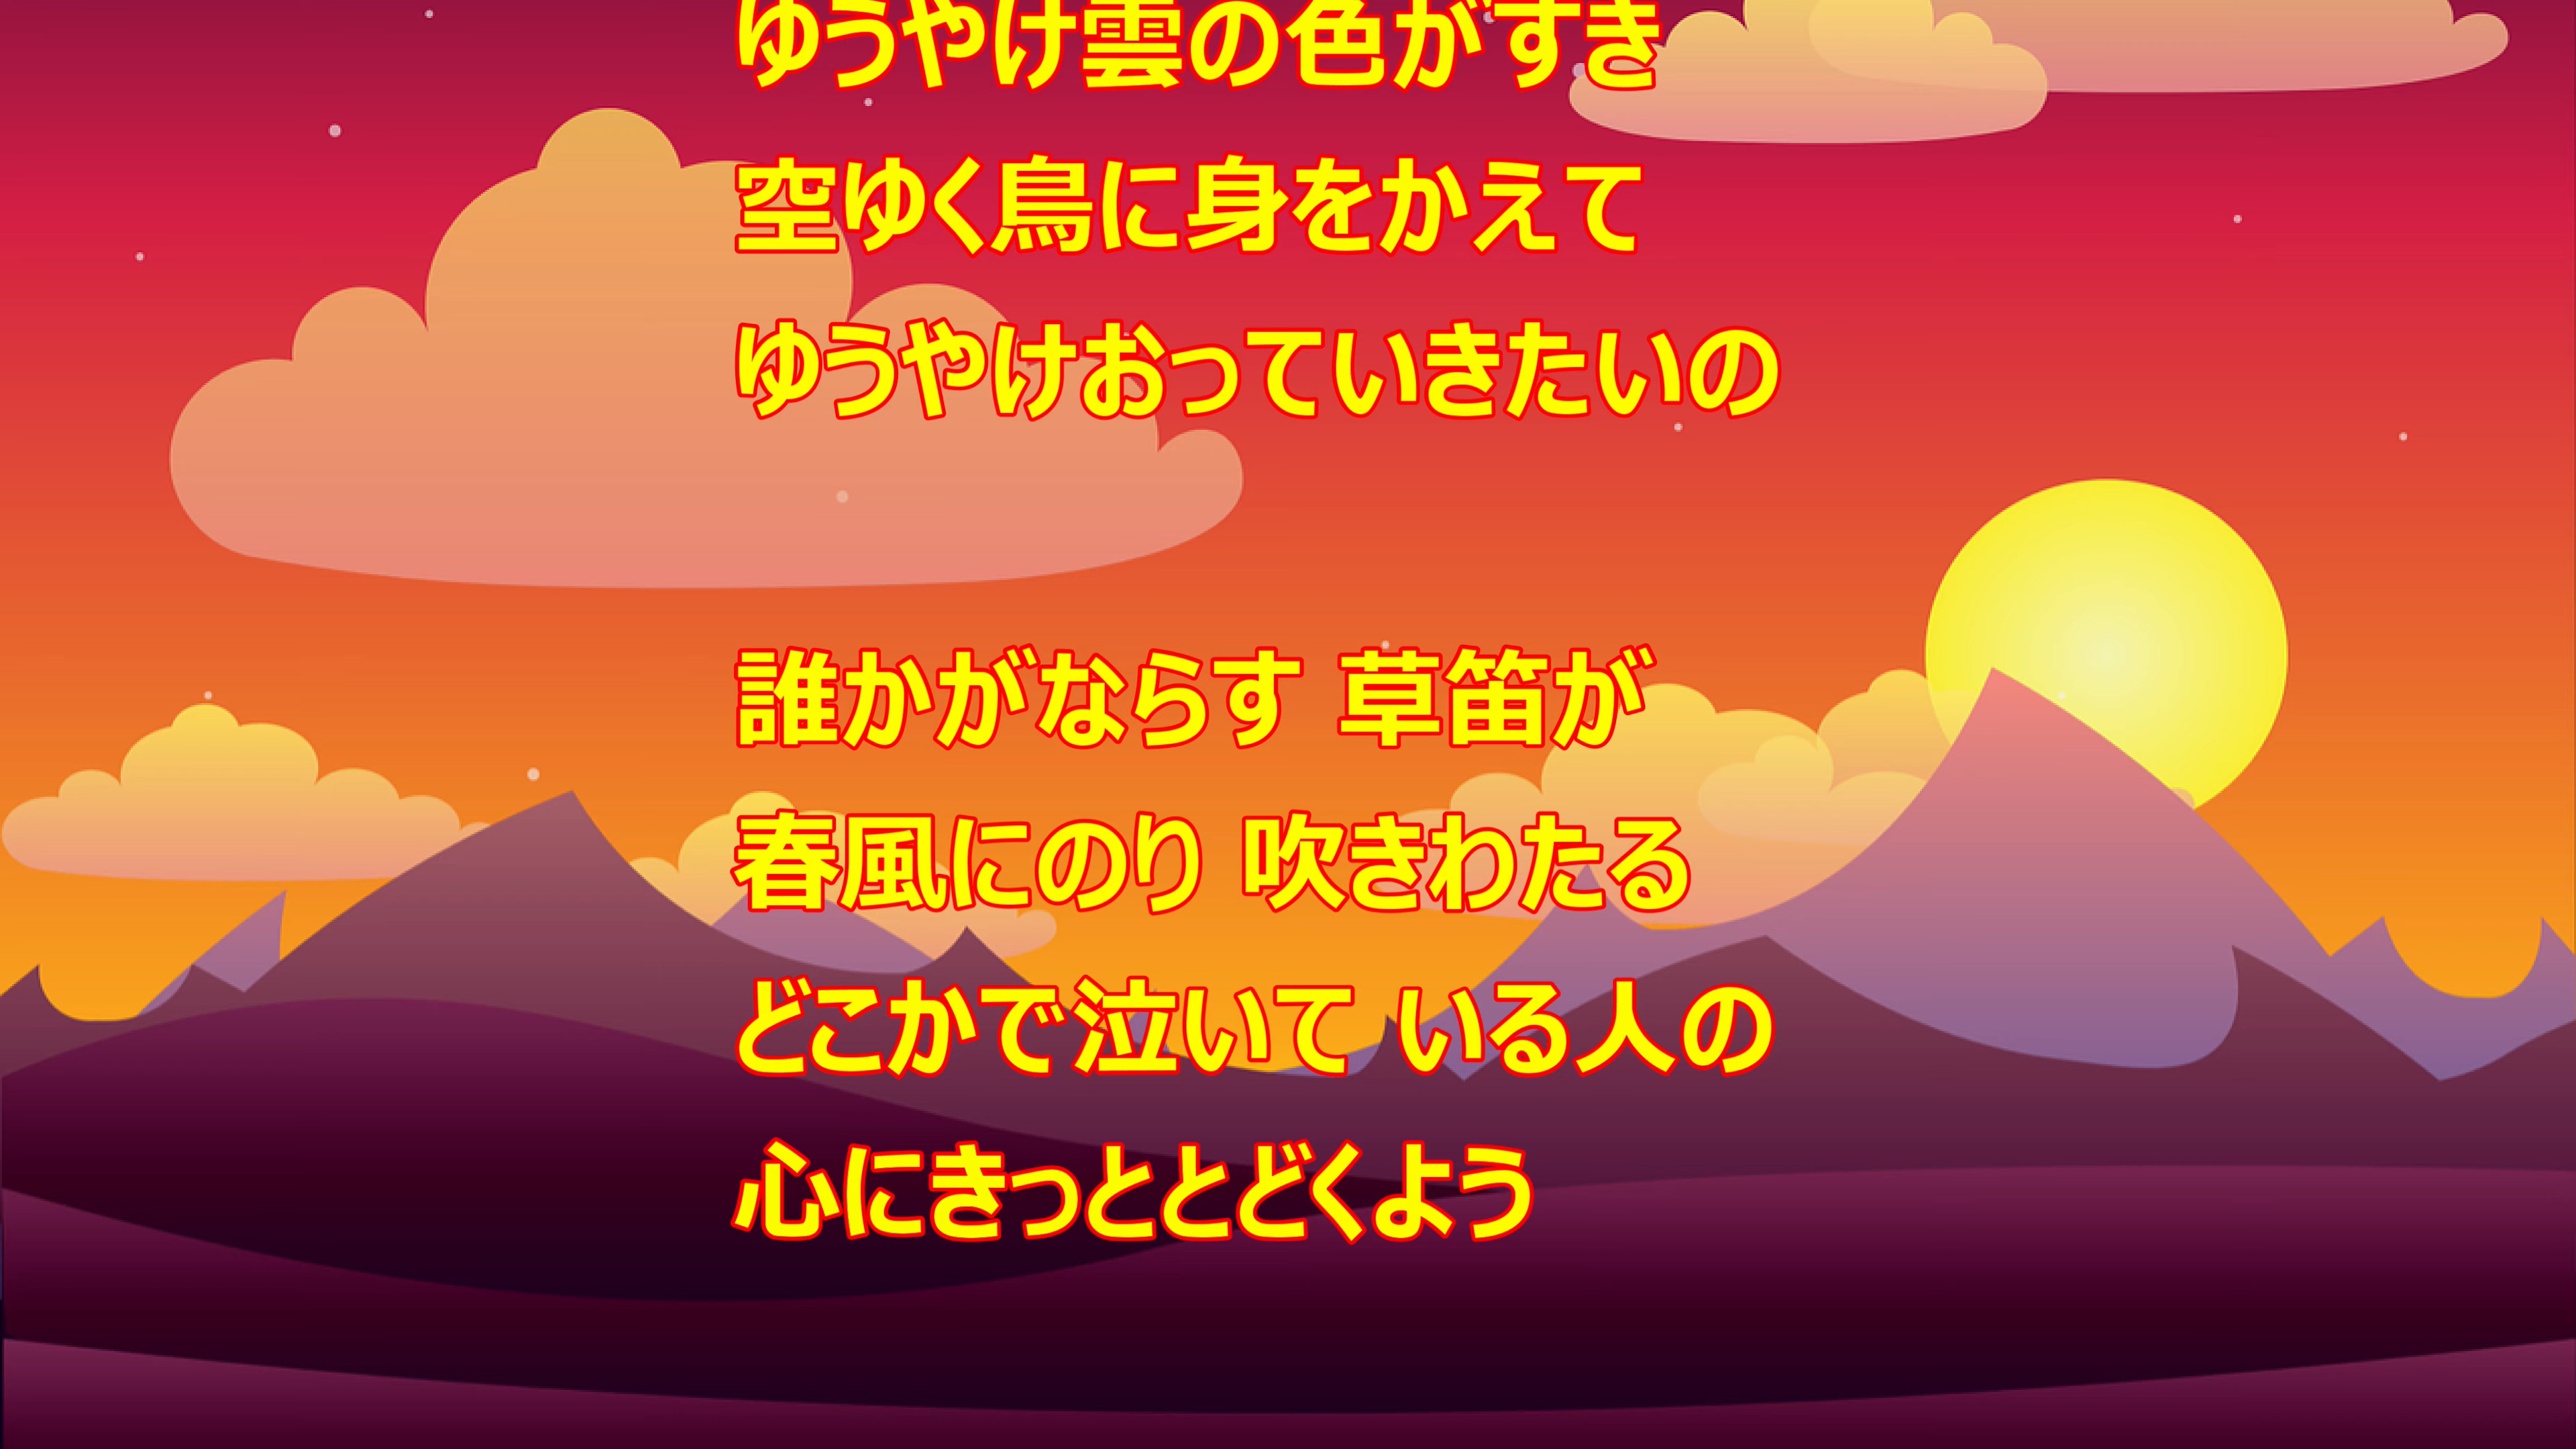 ゆうやけ雲の色がすき
空ゆく鳥に身をかえて
ゆうやけおっていきたいの
誰かがならす 草笛が
春風にのり 吹きわたる
どこかで泣いて いる人の
心にきっととどくよう